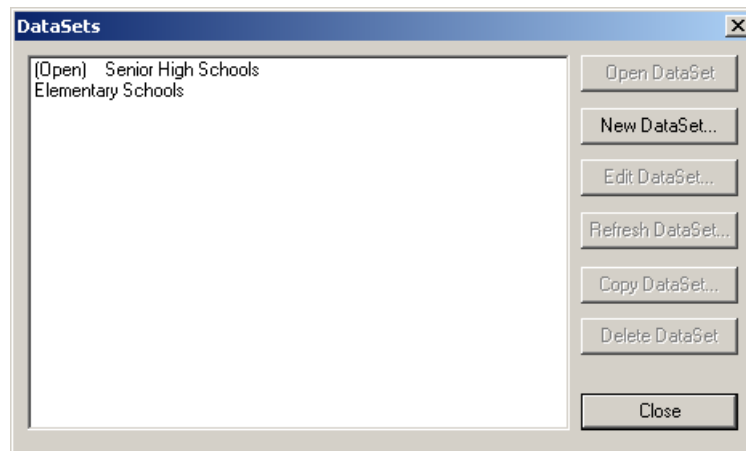 DataSets
(Open) Senior High Schools
Elementary Schools
Open DataSet
New DataSet...
Edit DataSet...
Refresh DataSet...
Copy DataSet...
Delete DataSet
Close